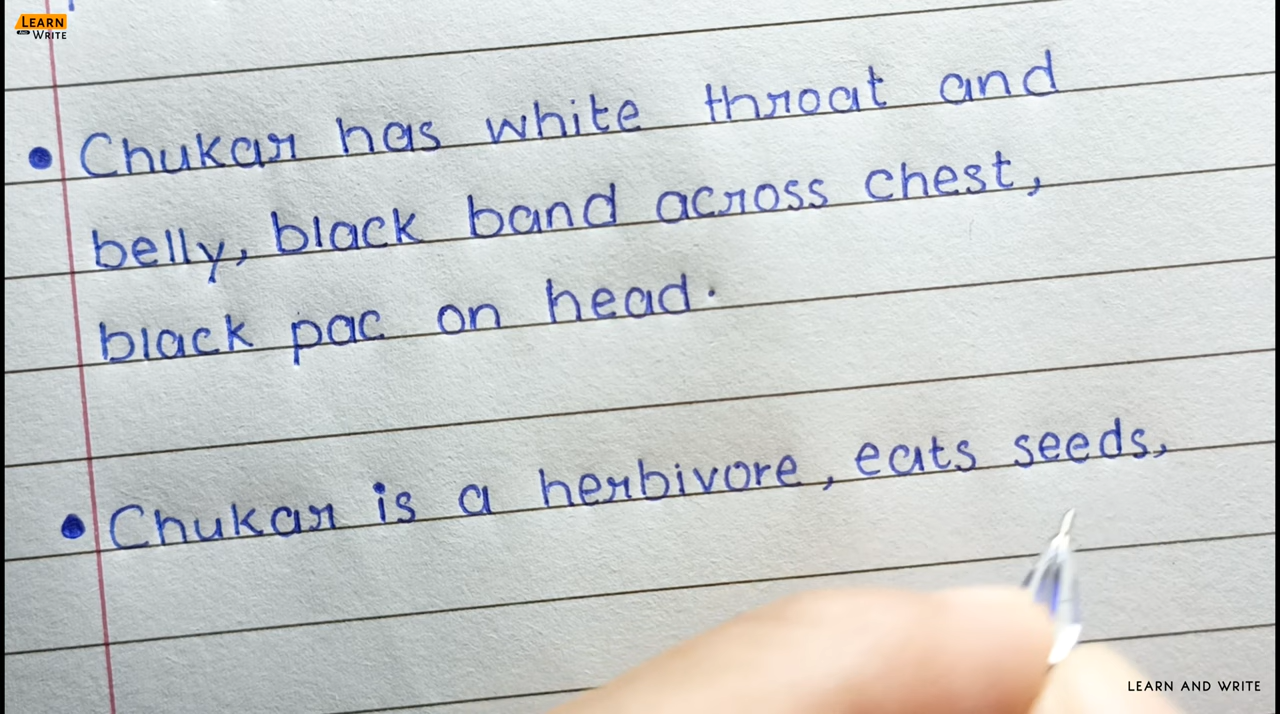 LEARN
AND WRITE
• Chukar has white throat and
belly, black band across chest,
black pac on head.
• Chukar is a herbivore, eats seeds,
LEARN AND WRITE